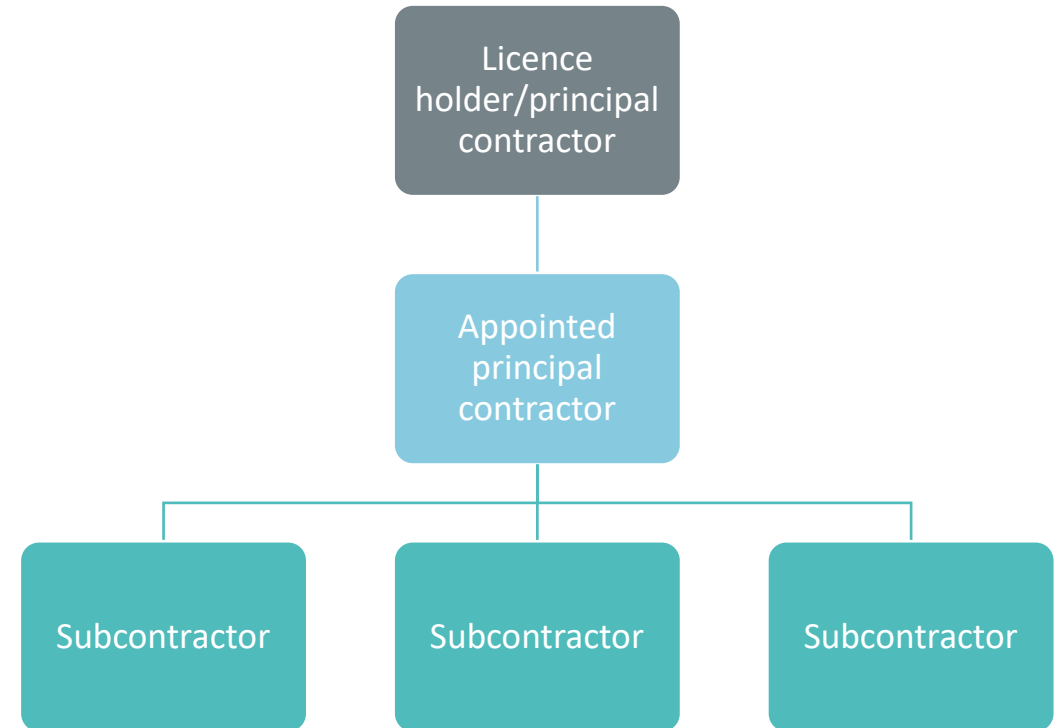 Licence
holder/principal
contractor
Appointed
principal
contractor
Subcontractor
Subcontractor
Subcontractor